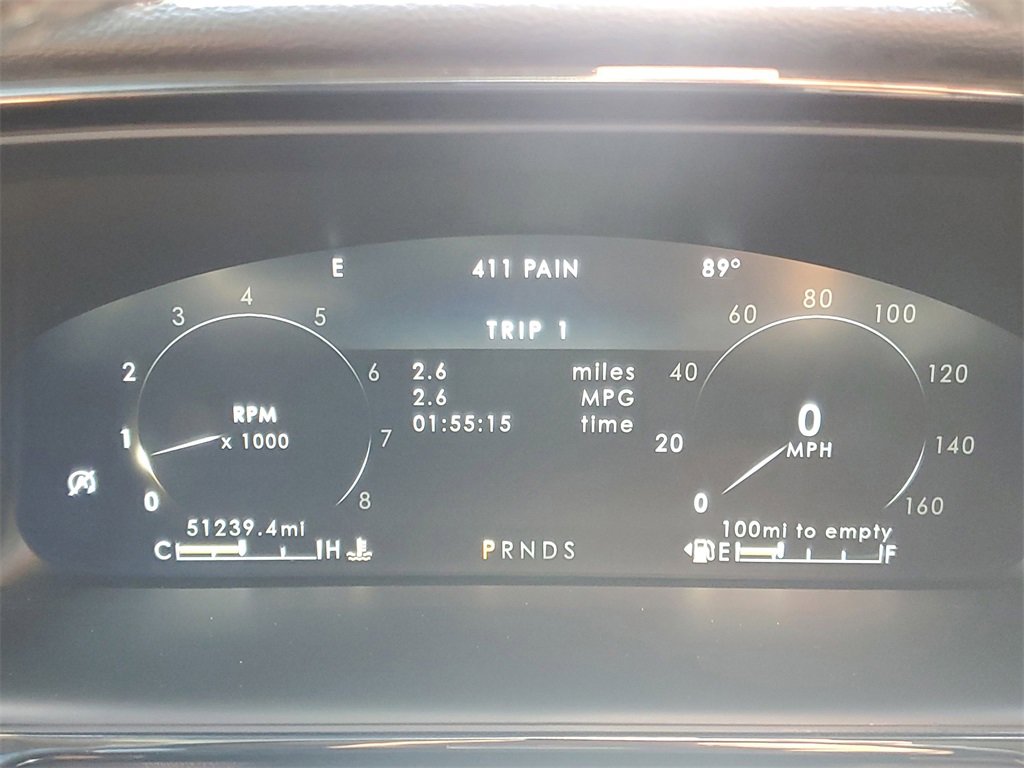 E 411 PAIN 89°
TRIP 1
2.6 miles
2.6 MPG
01:55:15 time
0 1 2 3 4 5 6 7 8
RPM
x 1000
0 20 40 60 80 100 120 140 160
0
MPH
51239.4mi
C H
PRNDS
100mi to empty
E F